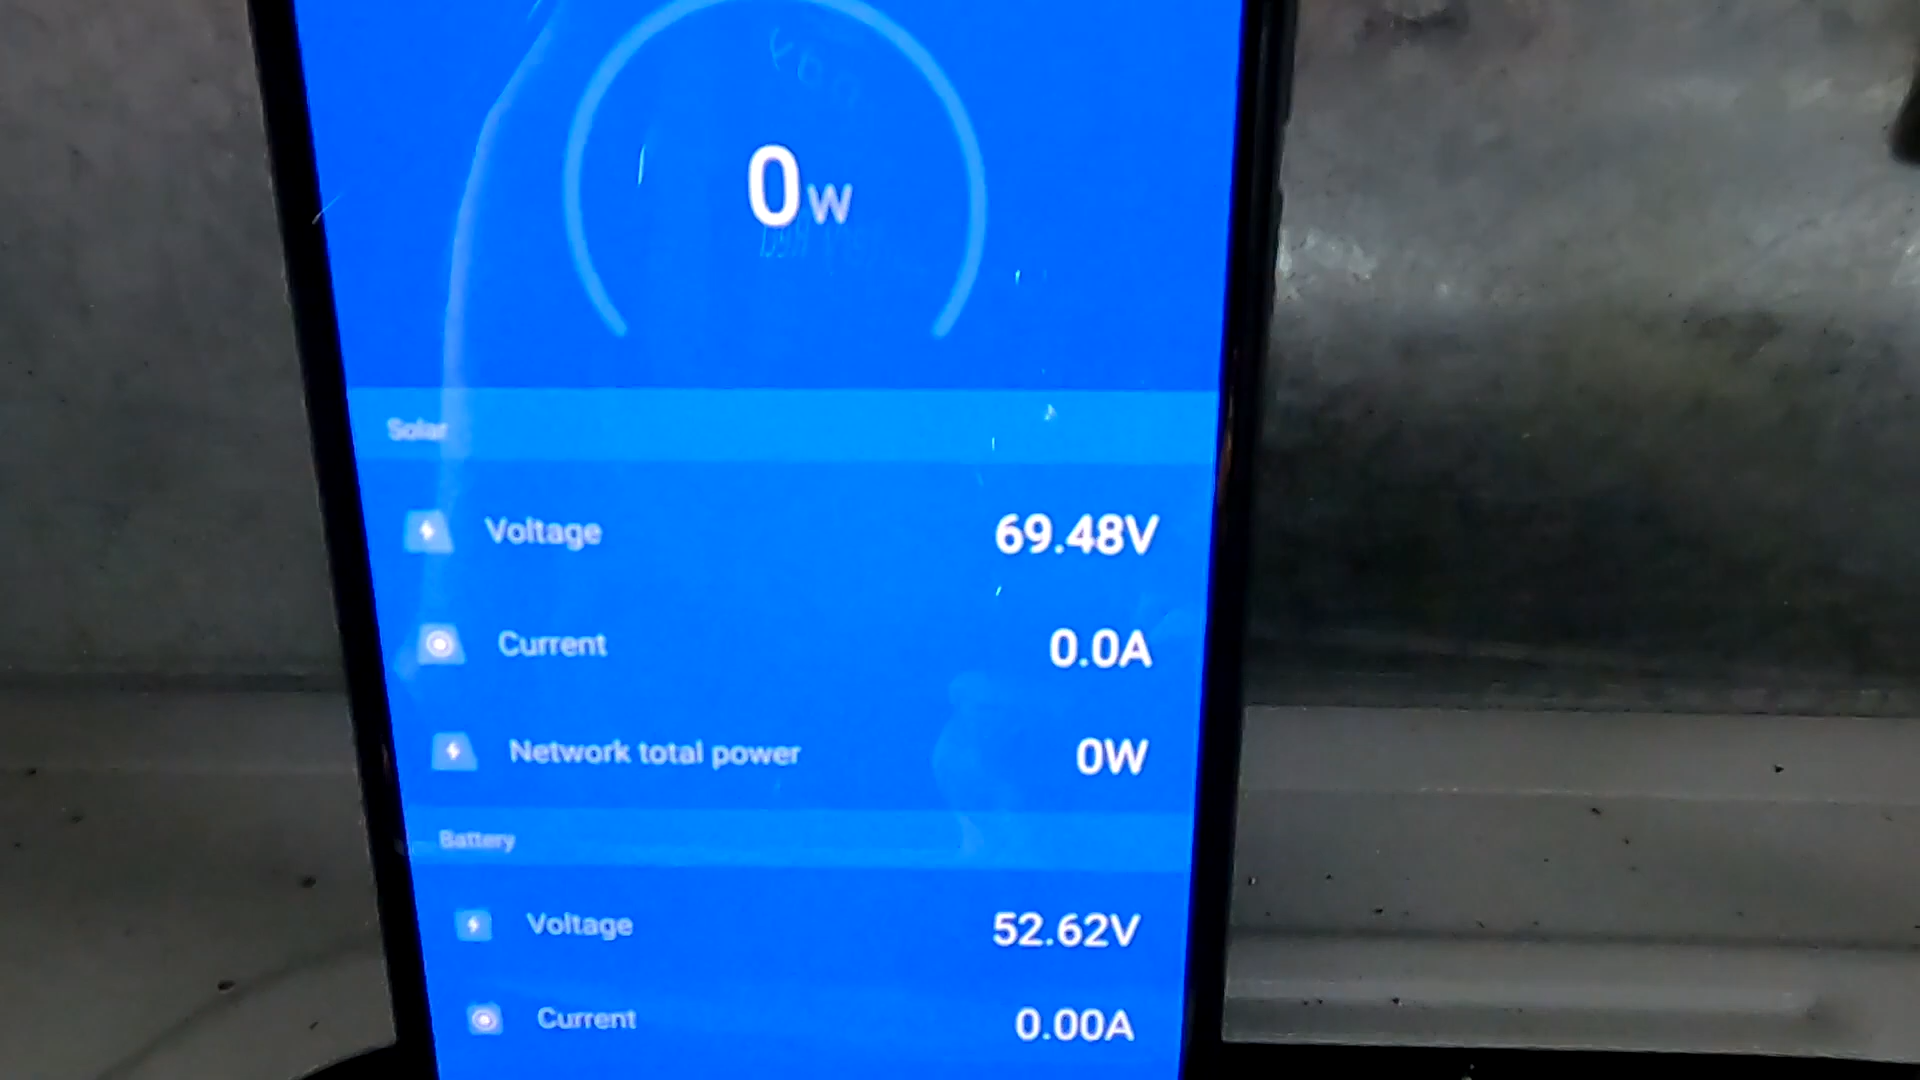 0W
Solar
Voltage 69.48V
Current 0.0A
Network total power 0W
Battery
Voltage 52.62V
Current 0.00A